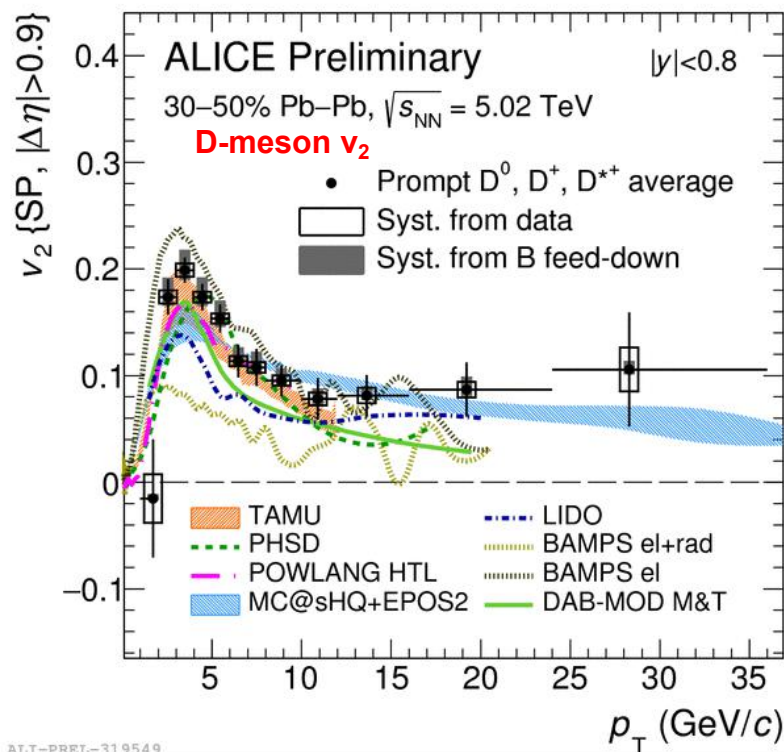 ALICE Preliminary |y|<0.8
30–50% Pb–Pb, √sNN = 5.02 TeV
D-meson v2
Prompt D0, D+, D*+ average
Syst. from data
Syst. from B feed-down
v2 {SP, |Δη|>0.9}
0.4
0.3
0.2
0.1
0
−0.1
TAMU
PHSD
POWLANG HTL
MC@sHQ+EPOS2
LIDO
BAMPS el+rad
BAMPS el
DAB-MOD M&T
5 10 15 20 25 30 35
pT (GeV/c)
ALI-PREL-319549